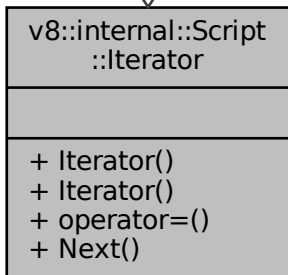 v8::internal::Script
::Iterator
+ Iterator()
+ Iterator()
+ operator=()
+ Next()